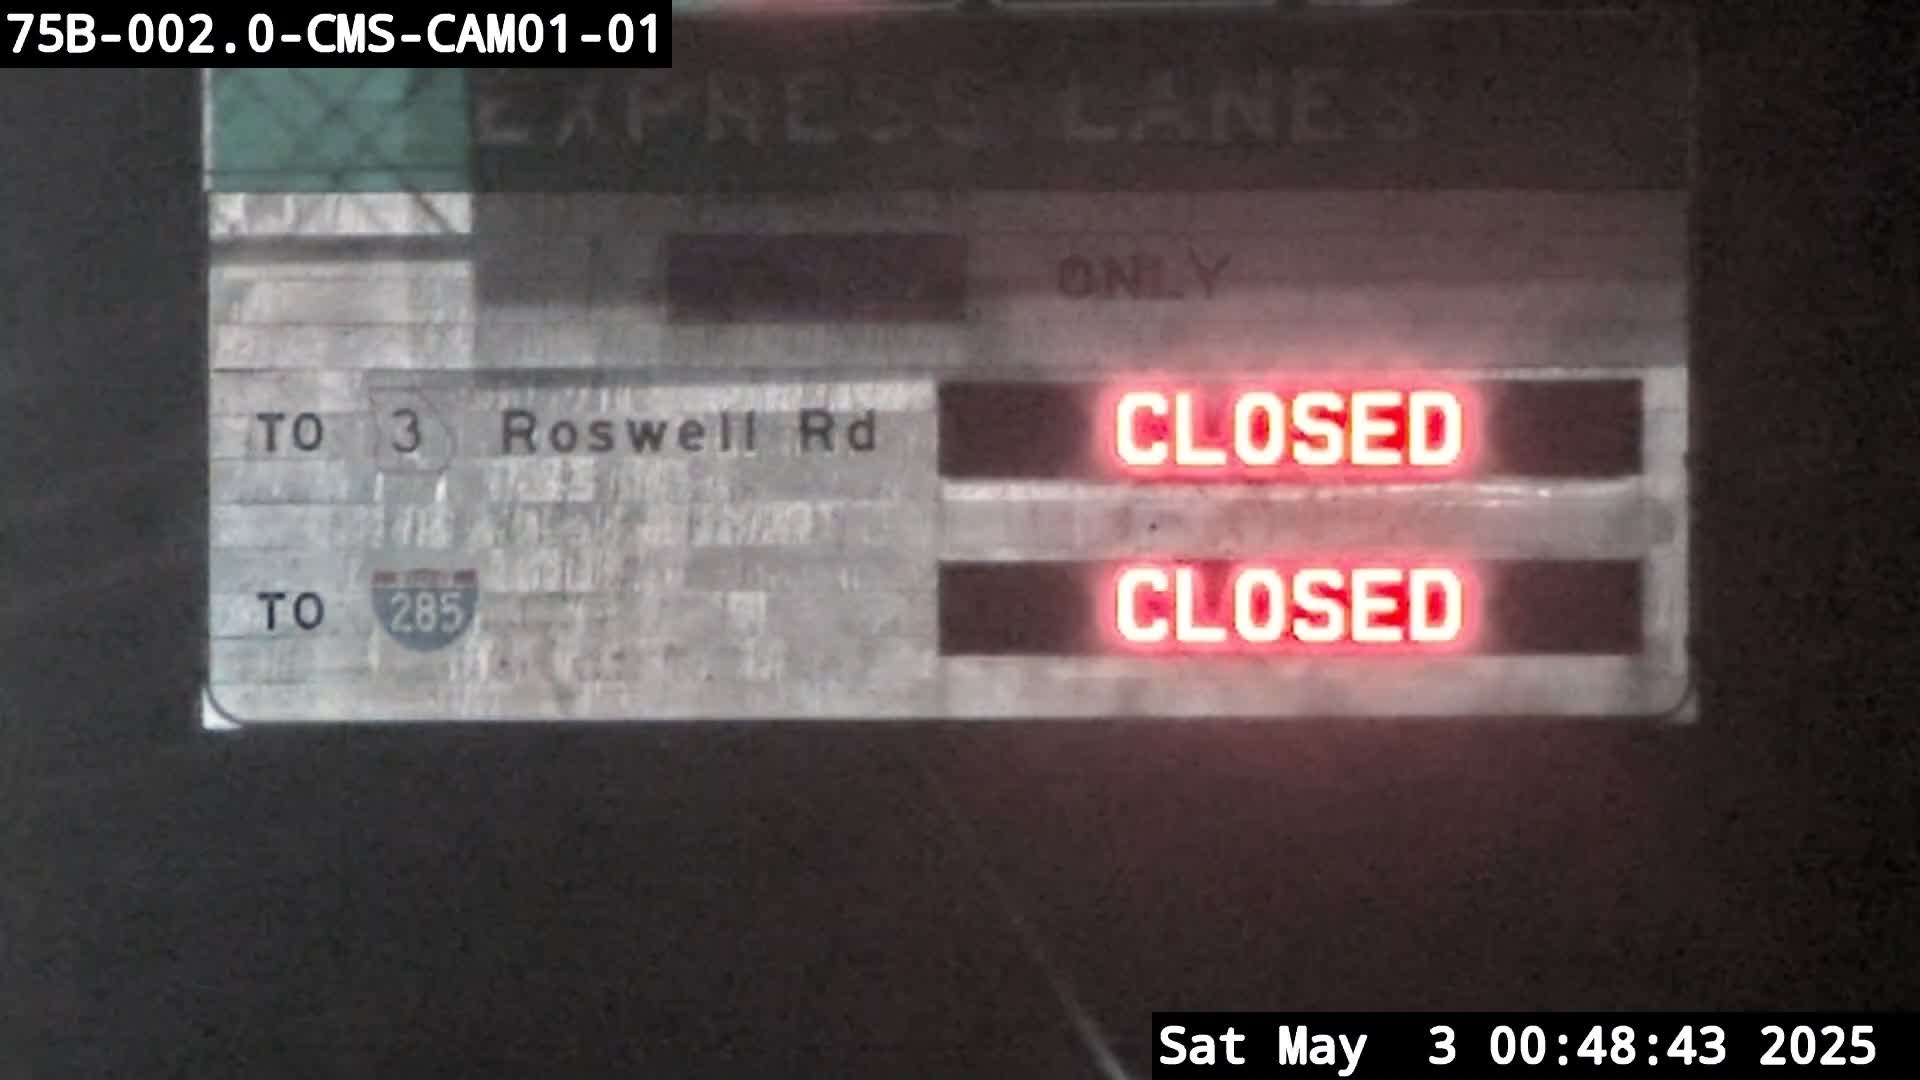 75B-002.0-CMS-CAM01-01
EXPRESS LANES
ONLY
TO 3 Roswell Rd CLOSED
TO 285 CLOSED
Sat May 3 00:48:43 2025